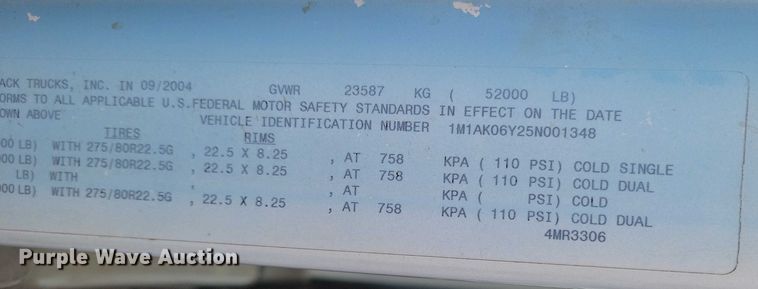 ACK TRUCKS, INC. IN 09/2004 GVWR 23587 KG ( 52000 LB)
ORMS TO ALL APPLICABLE U.S.FEDERAL MOTOR SAFETY STANDARDS IN EFFECT ON THE DATE
OWN ABOVE VEHICLE IDENTIFICATION NUMBER 1M1AK06Y25N001348
TIRES RIMS
00 LB) WITH 275/80R22.5G , 22.5 X 8.25 , AT 758 KPA ( 110 PSI) COLD SINGLE
00 LB) WITH 275/80R22.5G , 22.5 X 8.25 , AT 758 KPA ( 110 PSI) COLD DUAL
LB) WITH , , AT KPA ( PSI) COLD
00 LB) WITH 275/80R22.5G , 22.5 X 8.25 , AT 758 KPA ( 110 PSI) COLD DUAL
4MR3306
Purple Wave Auction